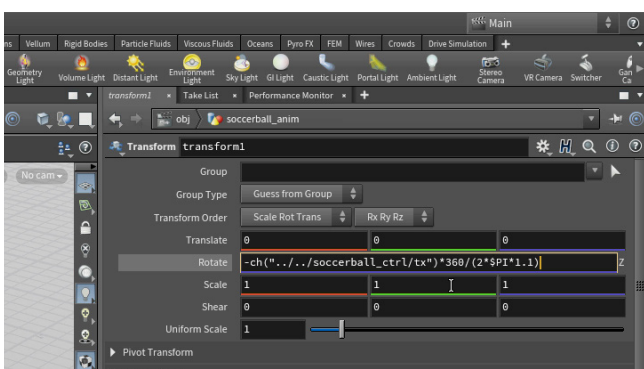 Main
ns Vellum Rigid Bodies Particle Fluids Viscous Fluids Oceans Pyro FX FEM Wires Crowds Drive Simulation +
Geometry Light Volume Light Distant Light Environment Light Sky Light GI Light Caustic Light Portal Light Ambient Light Stereo Camera VR Camera Switcher Gan Ca
transform1 × Take List × Performance Monitor × +
obj soccerball_anim
Transform transform1
No cam
Group
Group Type Guess from Group
Transform Order Scale Rot Trans Rx Ry Rz
Translate 0 0 0
Rotate -ch("../../soccerball_ctrl/tx")*360/(2*$PI*1.1) Z
Scale 1 1 1
Shear 0 0 0
Uniform Scale 1
Pivot Transform